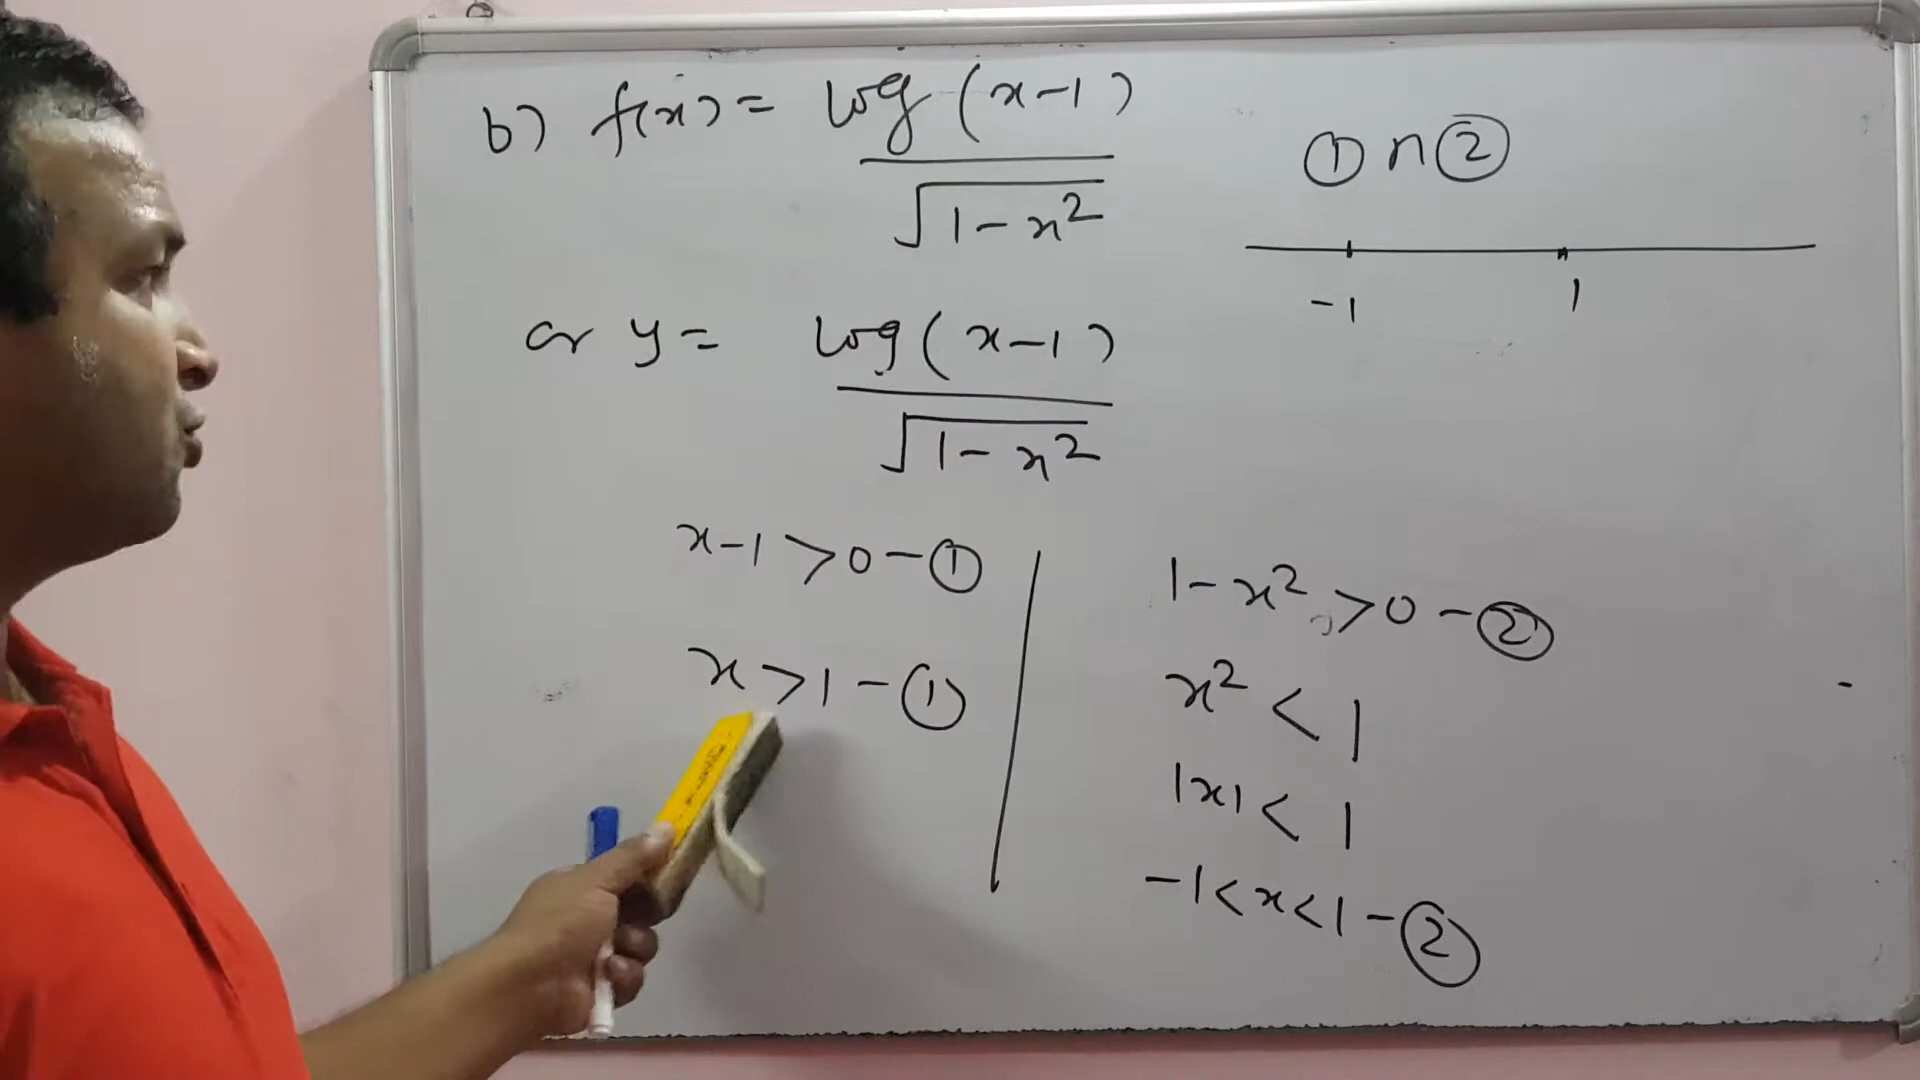 b) f(x) = log(x-1)
√1-x²
or y = log(x-1)
√1-x²
x-1>0-①
x>1-①
1-x²>0-②
x²<1
|x|<1
-1<x<1-②
①∩②
-1 1